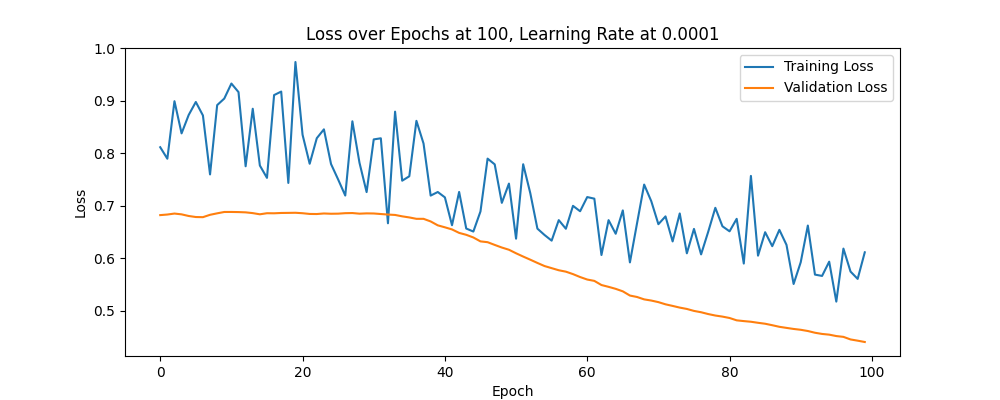 Loss over Epochs at 100, Learning Rate at 0.0001
Training Loss
Validation Loss
Loss
1.0
0.9
0.8
0.7
0.6
0.5
0 20 40 60 80 100
Epoch